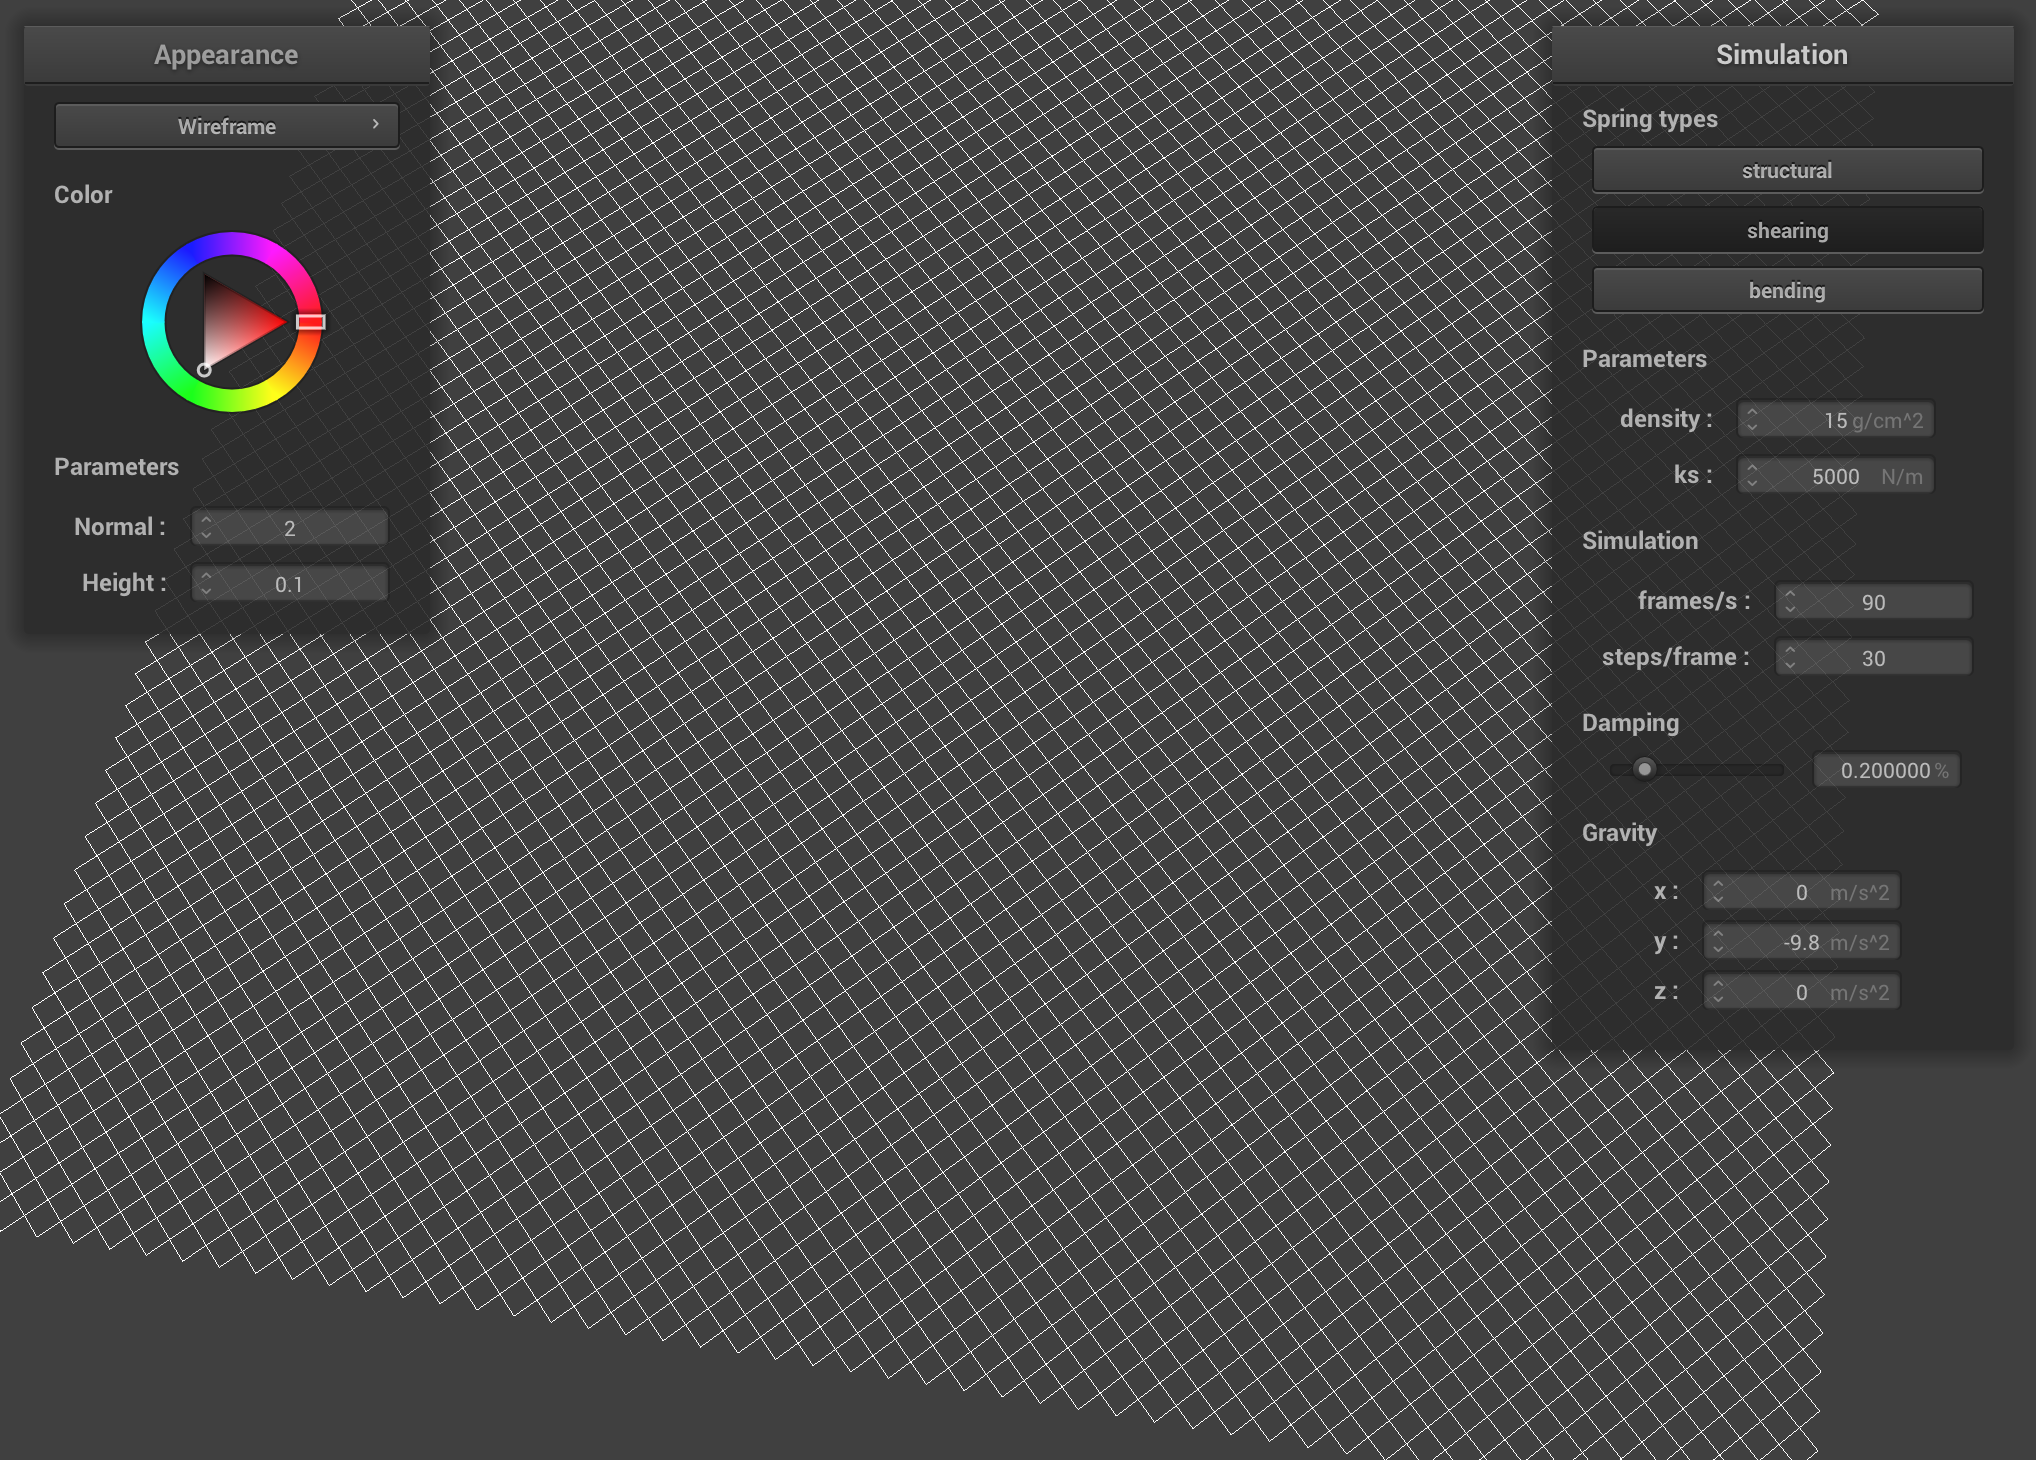 Appearance
Wireframe
Color
Parameters
Normal : 2
Height : 0.1
Simulation
Spring types
structural
shearing
bending
Parameters
density : 15 g/cm^2
ks : 5000 N/m
Simulation
frames/s : 90
steps/frame : 30
Damping
0.200000 %
Gravity
x : 0 m/s^2
y : -9.8 m/s^2
z : 0 m/s^2